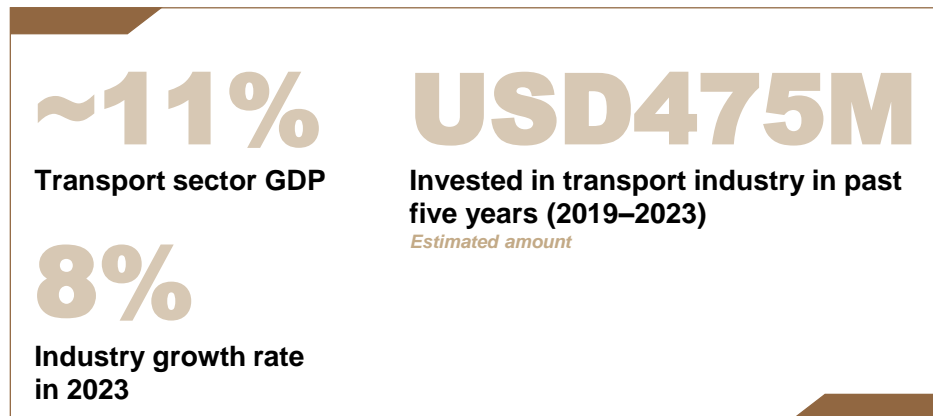 ~11%
Transport sector GDP
8%
Industry growth rate
in 2023
USD475M
Invested in transport industry in past
five years (2019–2023)
Estimated amount